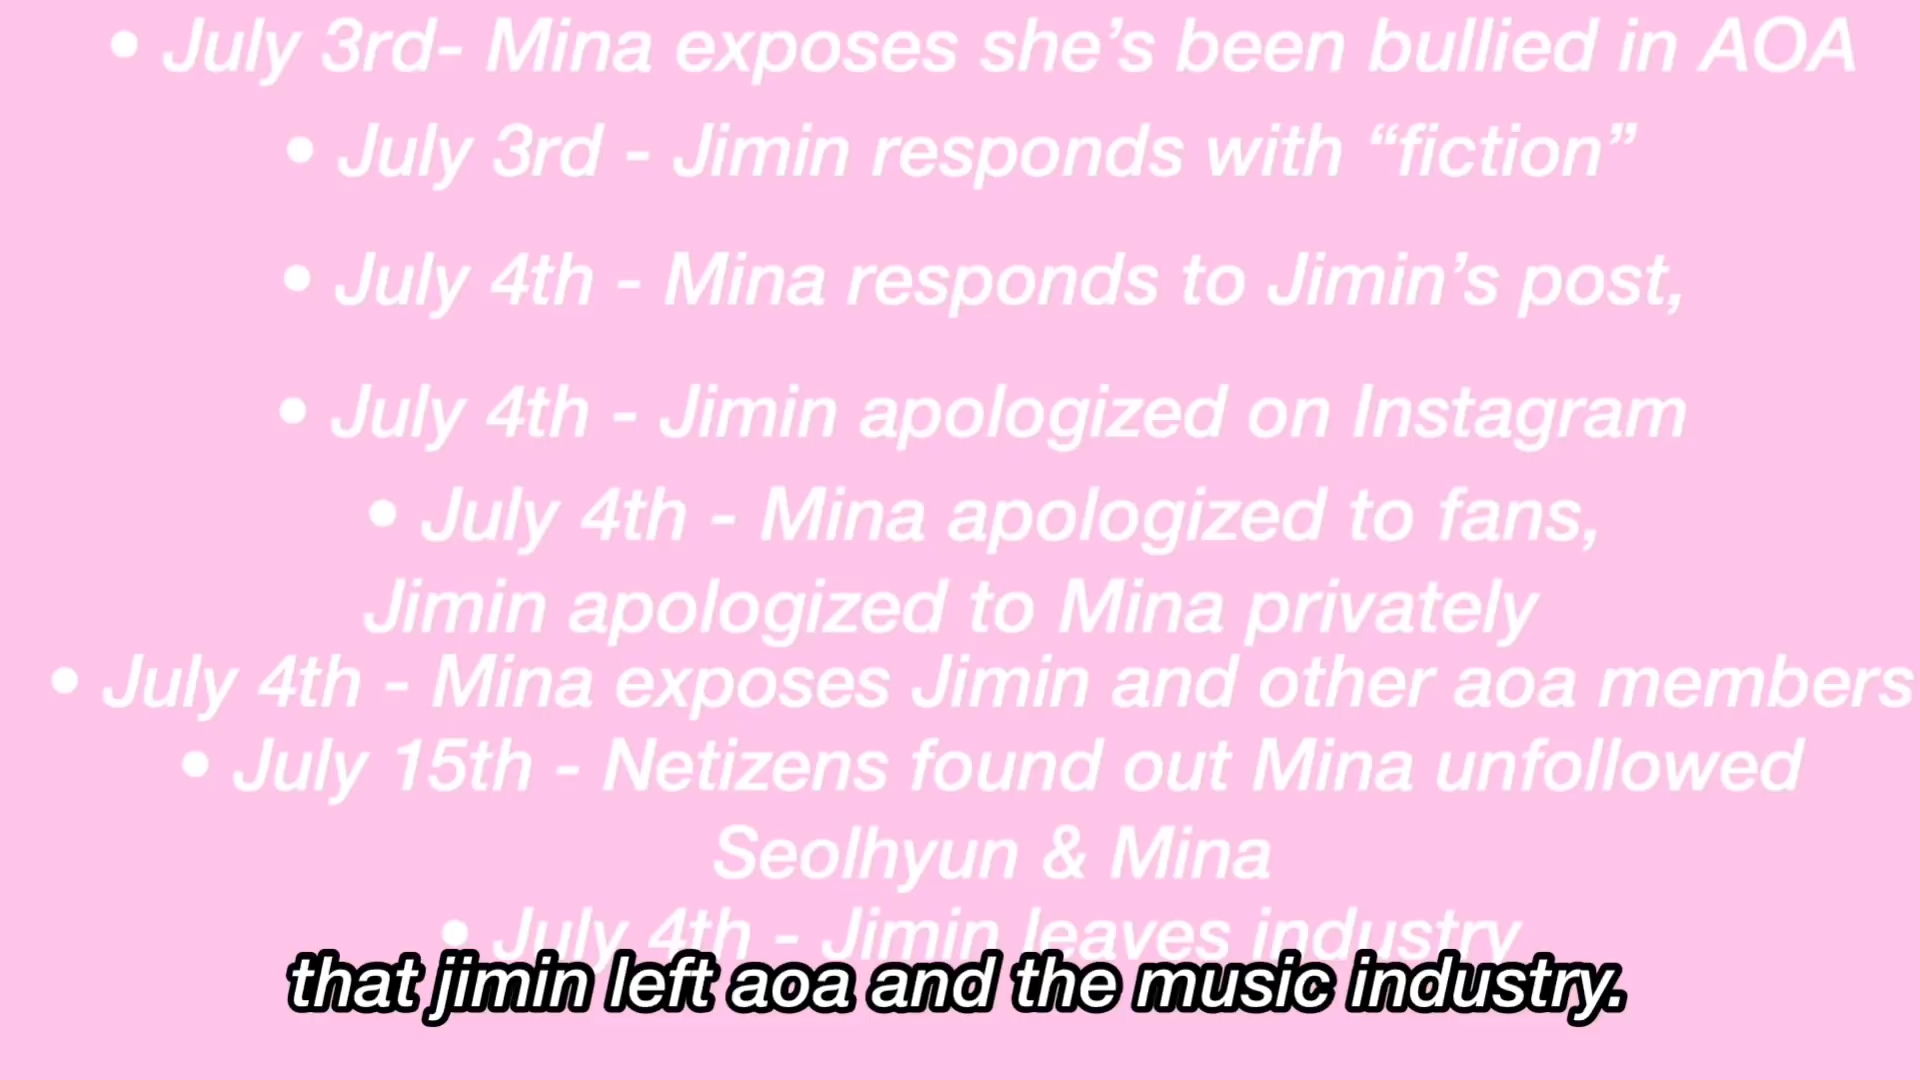 • July 3rd- Mina exposes she's been bullied in AOA
• July 3rd - Jimin responds with “fiction”
• July 4th - Mina responds to Jimin's post,
• July 4th - Jimin apologized on Instagram
• July 4th - Mina apologized to fans,
Jimin apologized to Mina privately
• July 4th - Mina exposes Jimin and other aoa members
• July 15th - Netizens found out Mina unfollowed
Seolhyun & Mina
• July 4th - Jimin leaves industry
that jimin left aoa and the music industry.